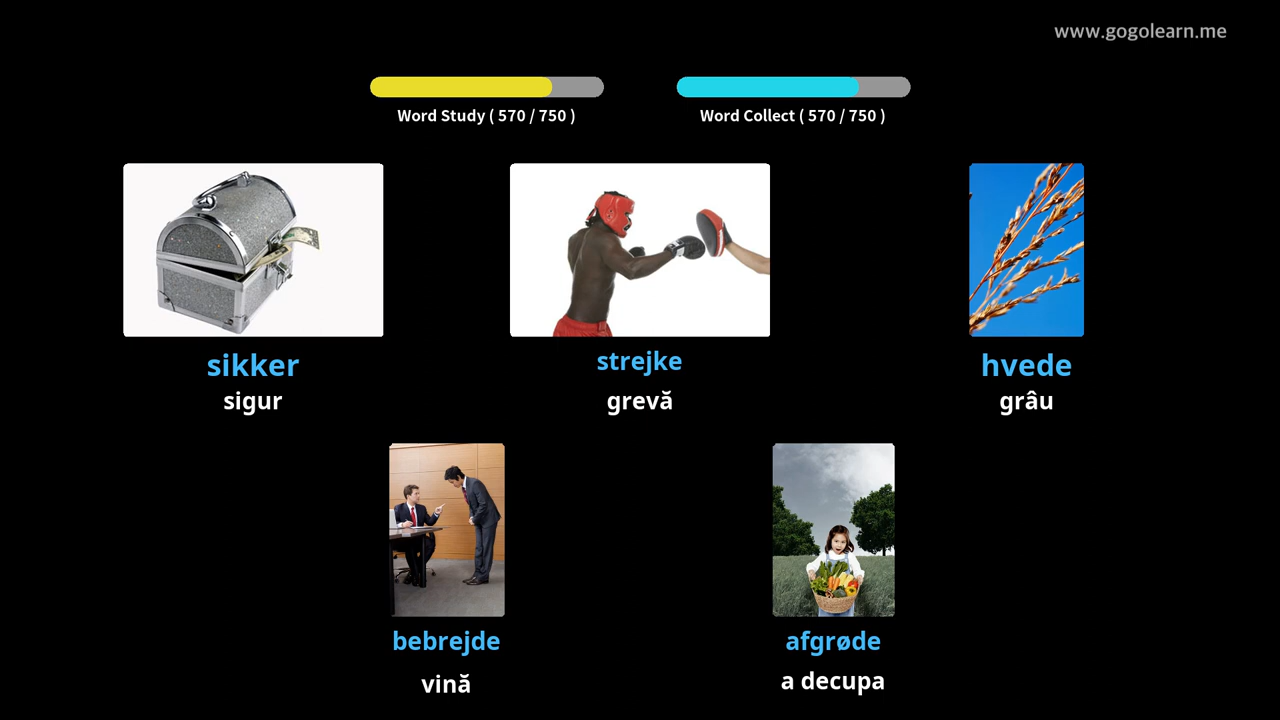 www.gogolearn.me
Word Study ( 570 / 750 )
Word Collect ( 570 / 750 )
sikker
strejke
hvede
sigur
grevă
grâu
bebrejde
afgrøde
vină
a decupa